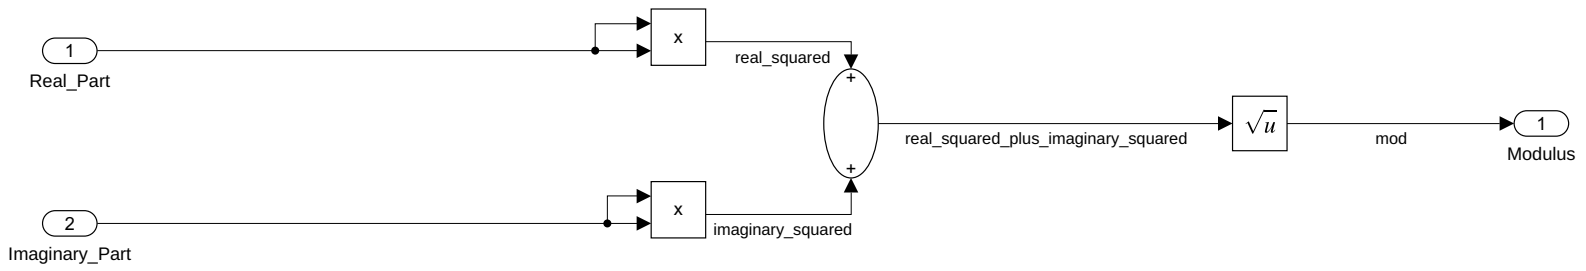 1
Real_Part
x
real_squared
+
+
real_squared_plus_imaginary_squared
√u
mod
1
Modulus
2
Imaginary_Part
x
imaginary_squared